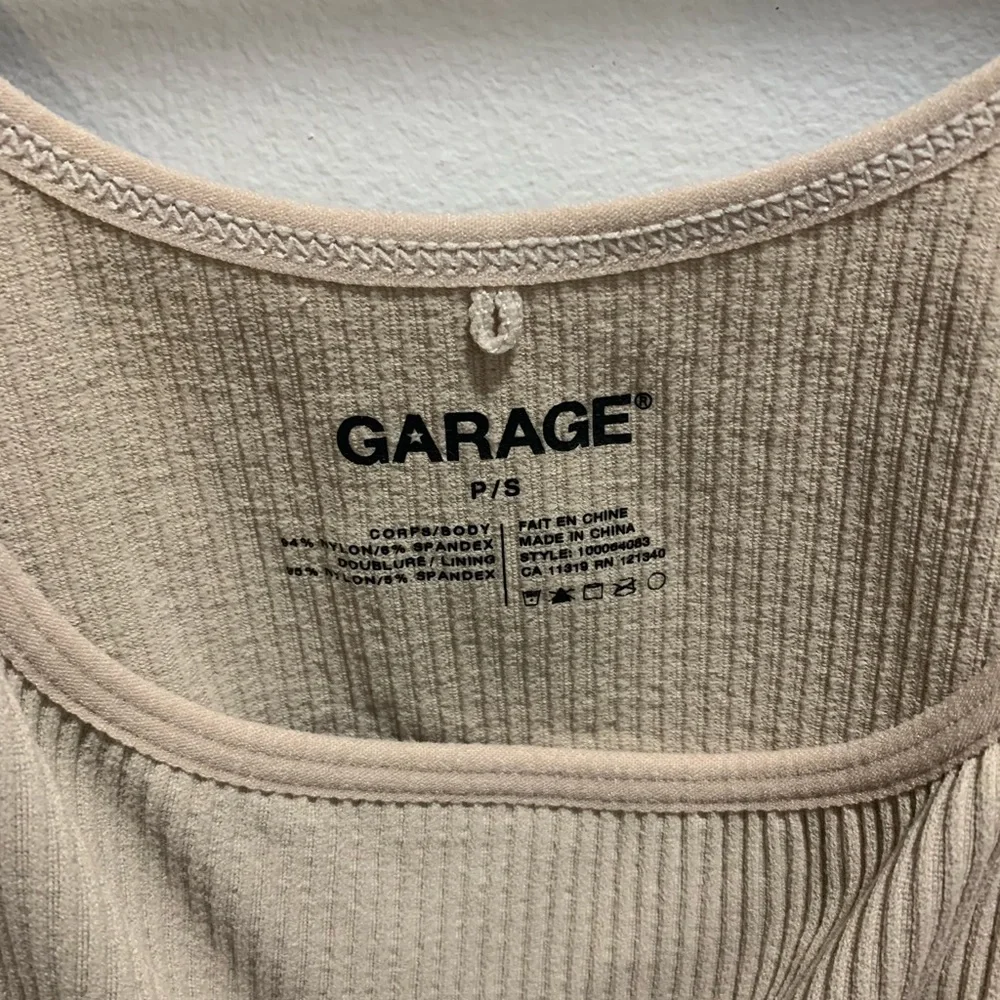 GARAGE®
P/S
CORPS/BODY
94% NYLON/6% SPANDEX
DOUBLURE/LINING
95% NYLON/5% SPANDEX
FAIT EN CHINE
MADE IN CHINA
STYLE: 100064083
CA 11319 RN 121340